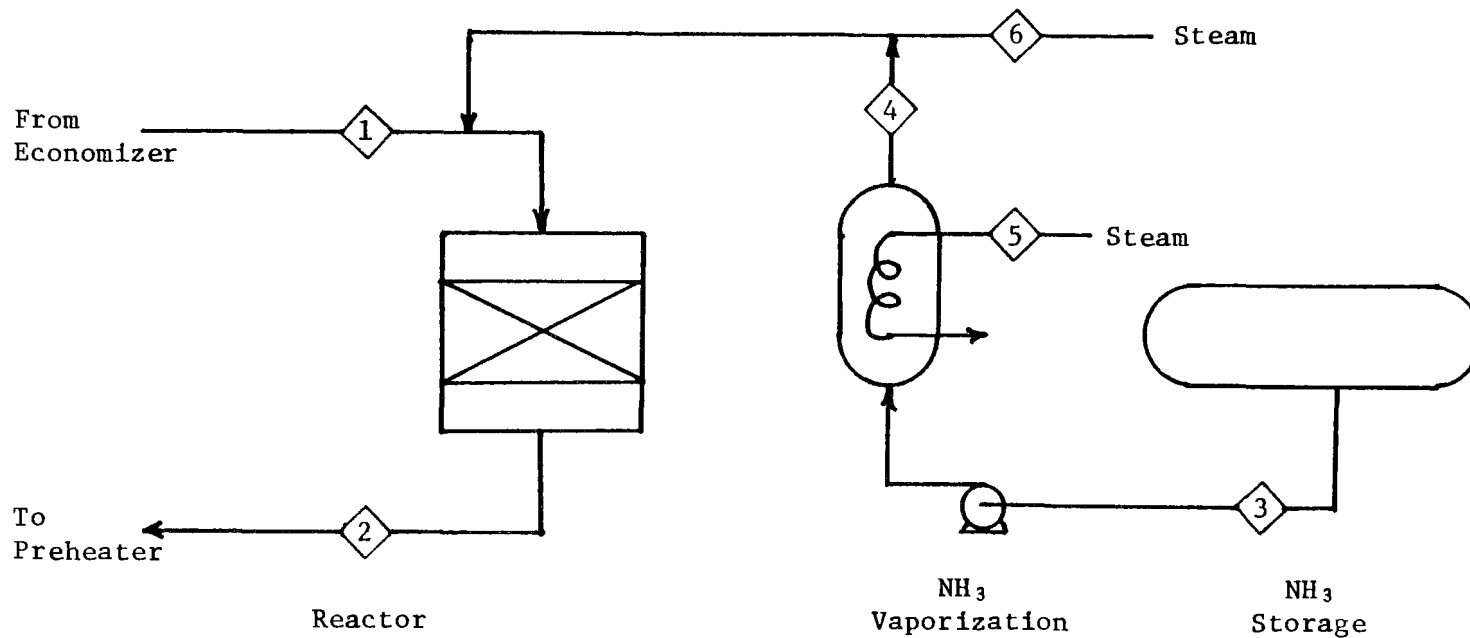 6
Steam
4
From
Economizer
1
5
Steam
3
To
Preheater
2
NH₃
Vaporization
NH₃
Storage
Reactor